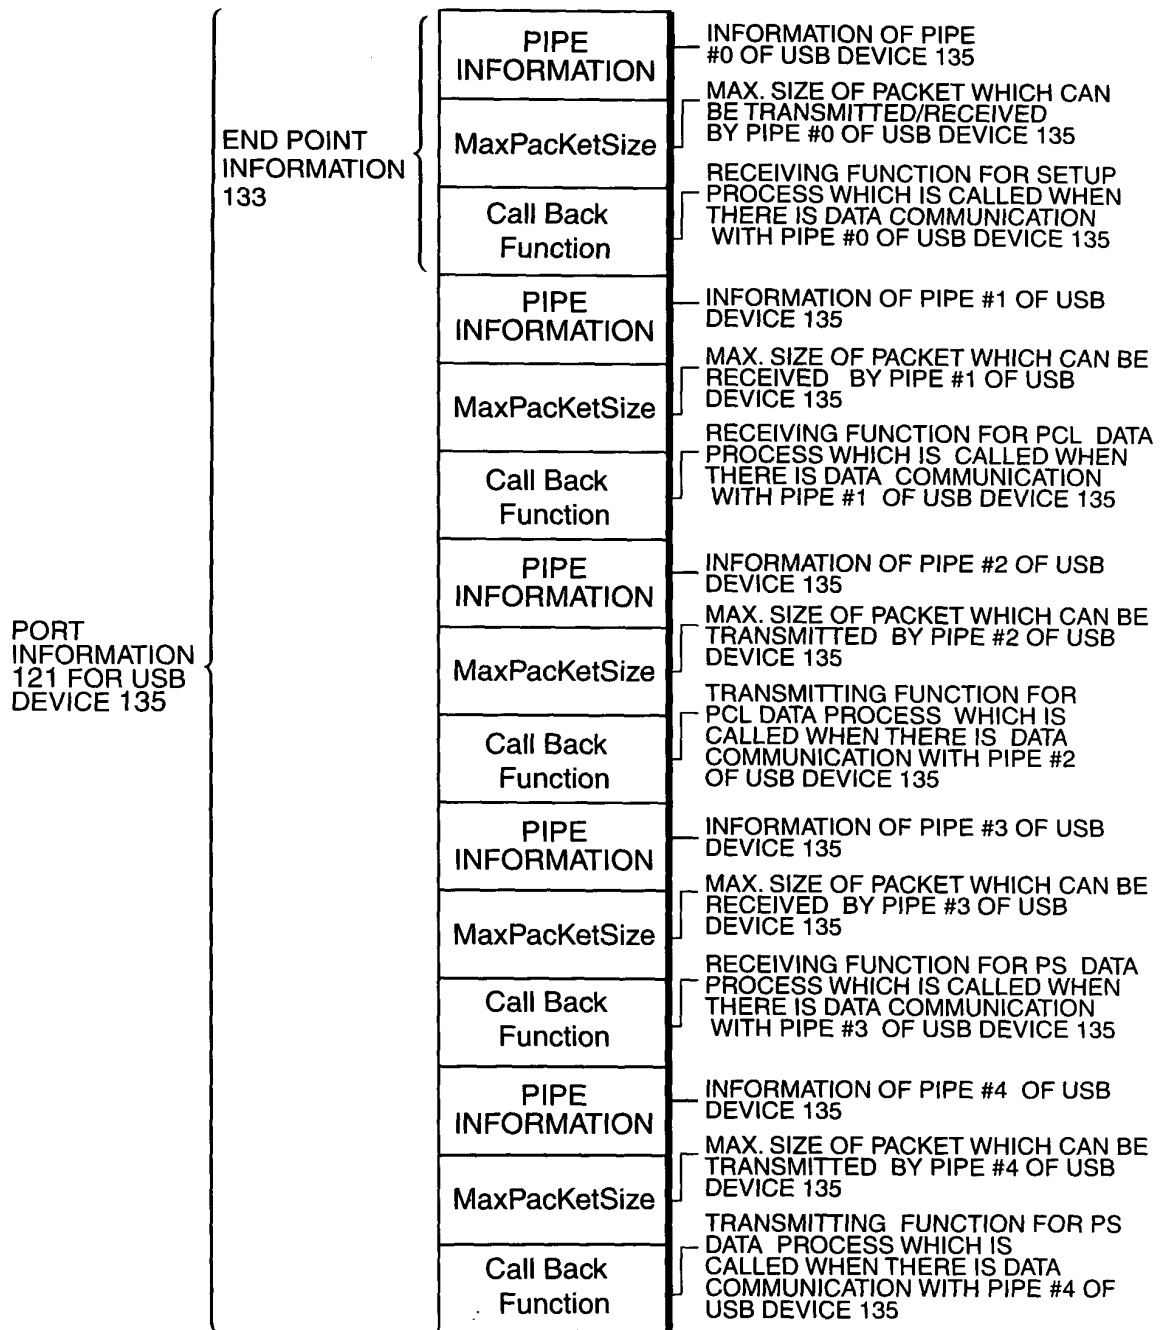 PORT
INFORMATION
121 FOR USB
DEVICE 135
END POINT
INFORMATION
133
PIPE
INFORMATION
INFORMATION OF PIPE
#0 OF USB DEVICE 135
MaxPacKetSize
MAX. SIZE OF PACKET WHICH CAN
BE TRANSMITTED/RECEIVED
BY PIPE #0 OF USB DEVICE 135
Call Back
Function
RECEIVING FUNCTION FOR SETUP
PROCESS WHICH IS CALLED WHEN
THERE IS DATA COMMUNICATION
WITH PIPE #0 OF USB DEVICE 135
PIPE
INFORMATION
INFORMATION OF PIPE #1 OF USB
DEVICE 135
MaxPacKetSize
MAX. SIZE OF PACKET WHICH CAN BE
RECEIVED BY PIPE #1 OF USB
DEVICE 135
Call Back
Function
RECEIVING FUNCTION FOR PCL DATA
PROCESS WHICH IS CALLED WHEN
THERE IS DATA COMMUNICATION
WITH PIPE #1 OF USB DEVICE 135
PIPE
INFORMATION
INFORMATION OF PIPE #2 OF USB
DEVICE 135
MaxPacKetSize
MAX. SIZE OF PACKET WHICH CAN BE
TRANSMITTED BY PIPE #2 OF USB
DEVICE 135
Call Back
Function
TRANSMITTING FUNCTION FOR
PCL DATA PROCESS WHICH IS
CALLED WHEN THERE IS DATA
COMMUNICATION WITH PIPE #2
OF USB DEVICE 135
PIPE
INFORMATION
INFORMATION OF PIPE #3 OF USB
DEVICE 135
MaxPacKetSize
MAX. SIZE OF PACKET WHICH CAN BE
RECEIVED BY PIPE #3 OF USB
DEVICE 135
Call Back
Function
RECEIVING FUNCTION FOR PS DATA
PROCESS WHICH IS CALLED WHEN
THERE IS DATA COMMUNICATION
WITH PIPE #3 OF USB DEVICE 135
PIPE
INFORMATION
INFORMATION OF PIPE #4 OF USB
DEVICE 135
MaxPacKetSize
MAX. SIZE OF PACKET WHICH CAN BE
TRANSMITTED BY PIPE #4 OF USB
DEVICE 135
Call Back
Function
TRANSMITTING FUNCTION FOR PS
DATA PROCESS WHICH IS
CALLED WHEN THERE IS DATA
COMMUNICATION WITH PIPE #4 OF
USB DEVICE 135